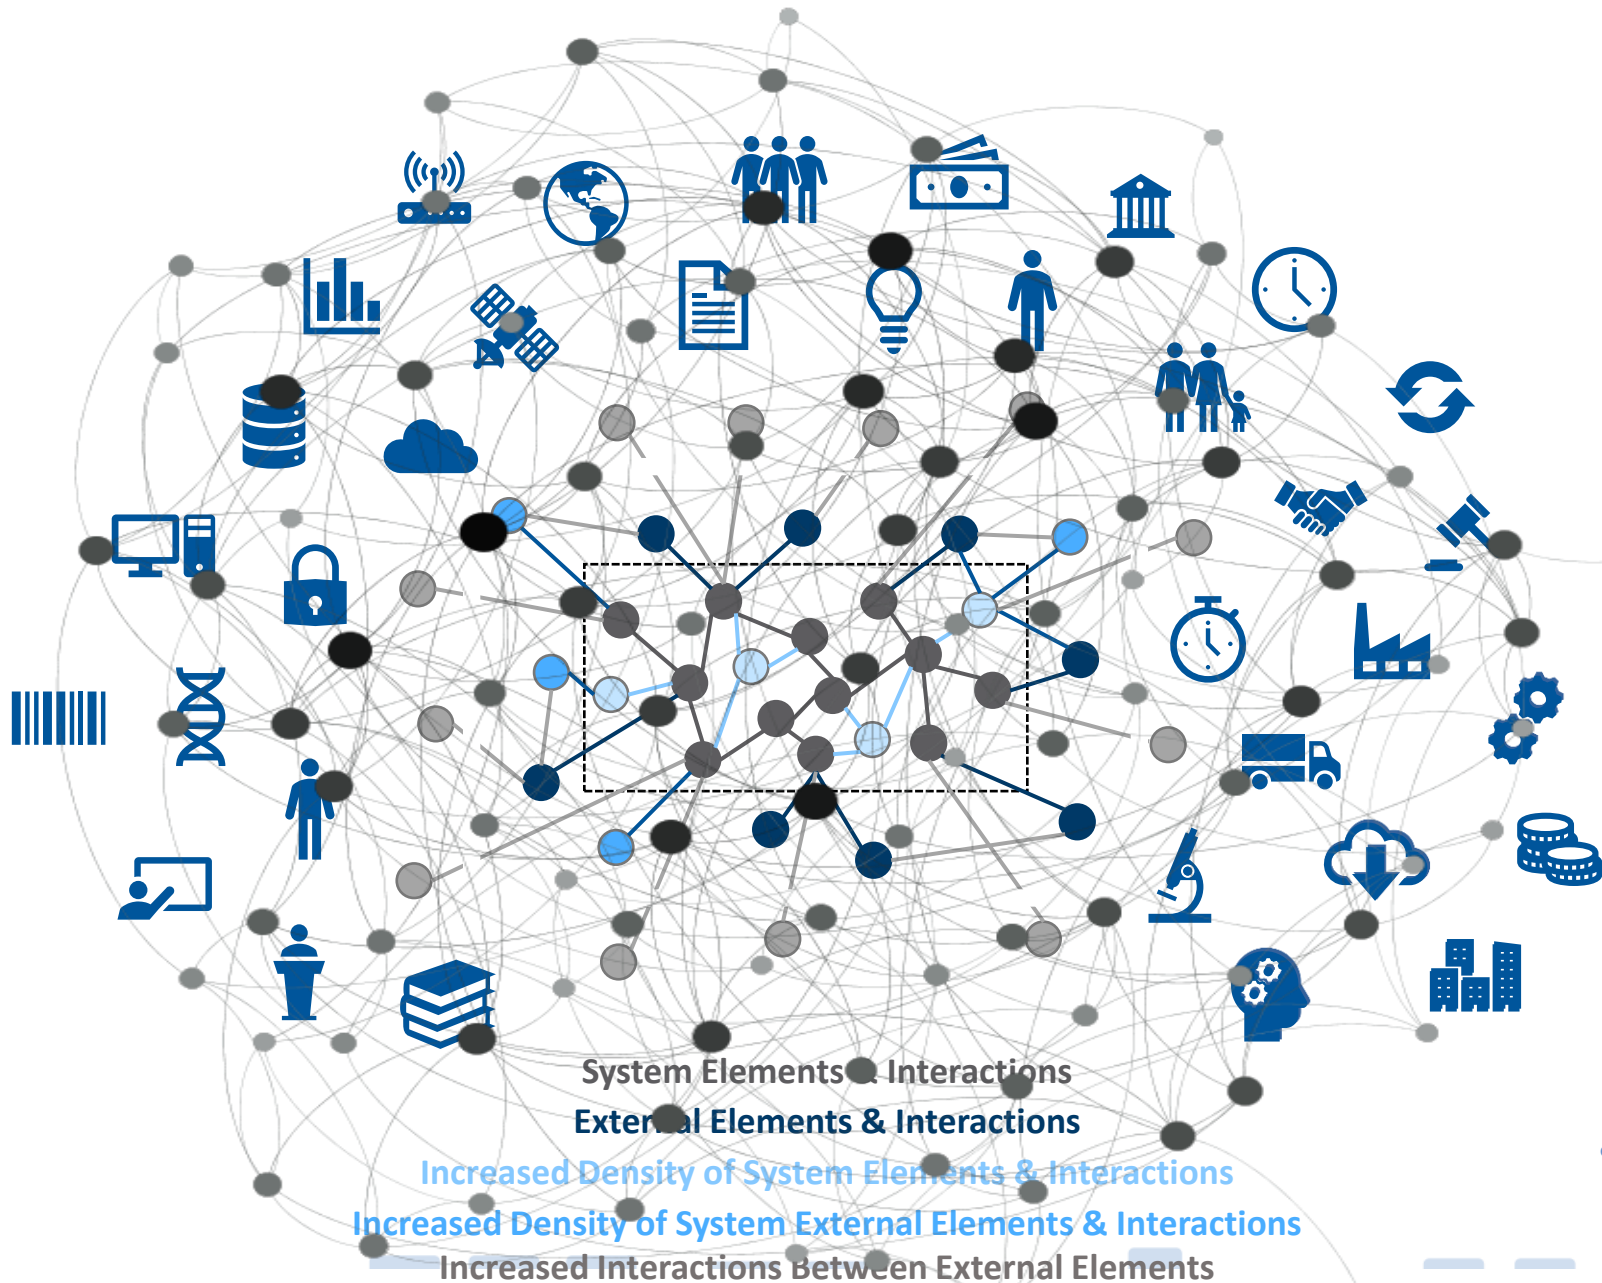 System Elements & Interactions
External Elements & Interactions
Increased Density of System Elements & Interactions
Increased Density of System External Elements & Interactions
Increased Interactions Between External Elements